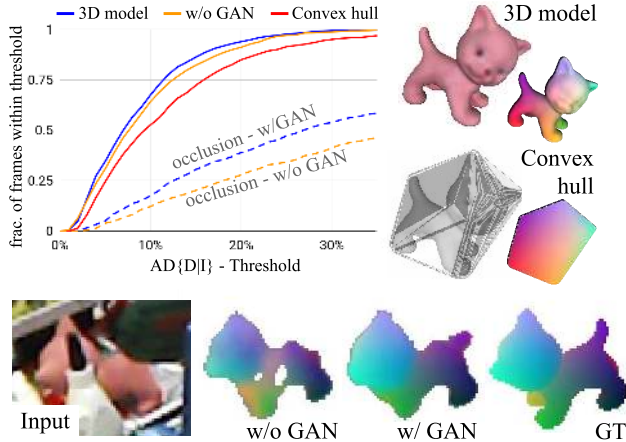 3D model w/o GAN Convex hull
frac. of frames within threshold
1
0.75
0.5
0.25
0
0% 10% 20% 30%
AD{D|I} - Threshold
occlusion - w/GAN
occlusion - w/o GAN
3D model
Convex
hull
Input
w/o GAN
w/ GAN
GT